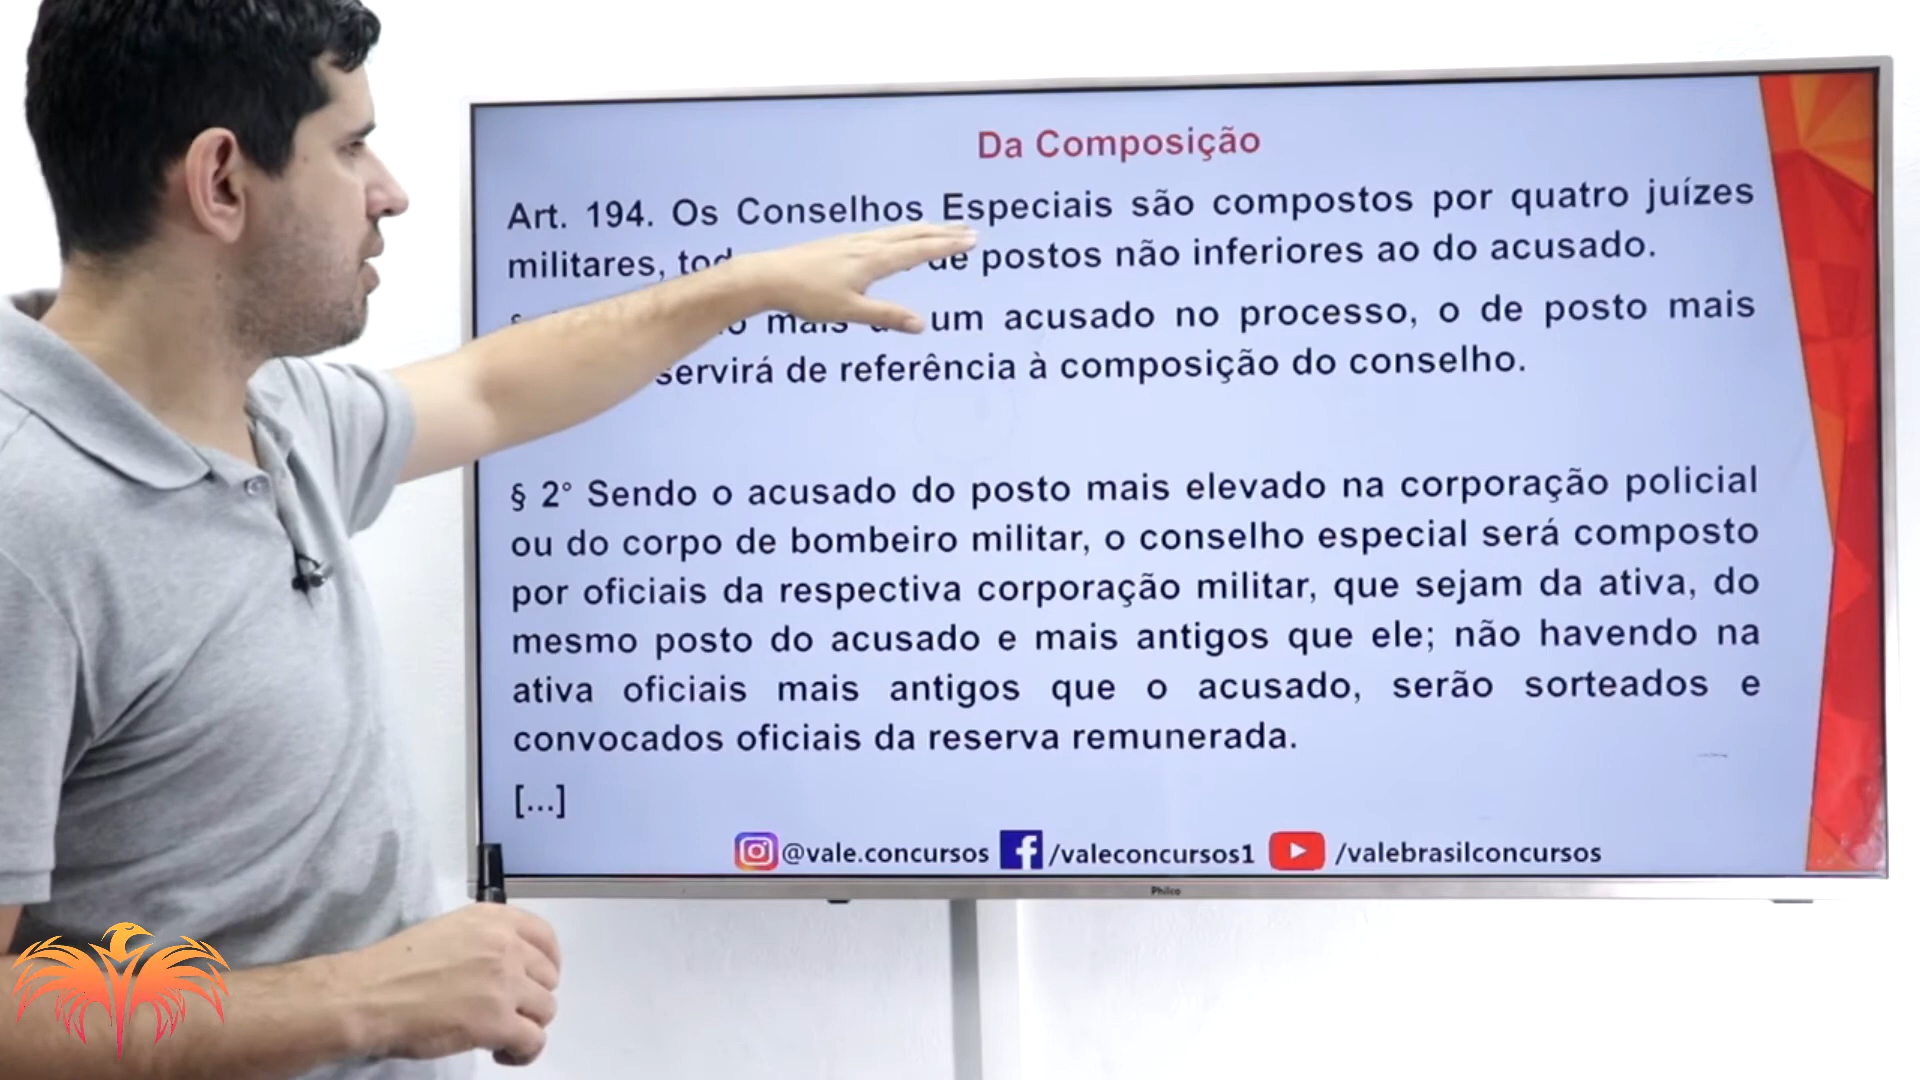 Da Composição
Art. 194. Os Conselhos Especiais são compostos por quatro juízes
militares, de postos não inferiores ao do acusado.
mais um acusado no processo, o de posto mais
servirá de referência à composição do conselho.
§ 2° Sendo o acusado do posto mais elevado na corporação policial
ou do corpo de bombeiro militar, o conselho especial será composto
por oficiais da respectiva corporação militar, que sejam da ativa, do
mesmo posto do acusado e mais antigos que ele; não havendo na
ativa oficiais mais antigos que o acusado, serão sorteados e
convocados oficiais da reserva remunerada.
[...]
@vale.concursos /valeconcursos1 /valebrasilconcursos
Philco